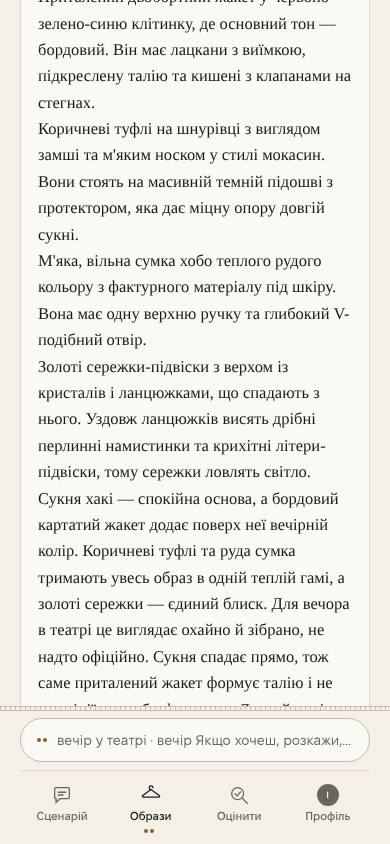 зелено-синю клітинку, де основний тон —
бордовий. Він має лацкани з виїмкою,
підкреслену талію та кишені з клапанами на
стегнах.
Коричневі туфлі на шнурівці з виглядом
замші та м'яким носком у стилі мокасин.
Вони стоять на масивній темній підошві з
протектором, яка дає міцну опору довгій
сукні.
М'яка, вільна сумка хобо теплого рудого
кольору з фактурного матеріалу під шкіру.
Вона має одну верхню ручку та глибокий V-
подібний отвір.
Золоті сережки-підвіски з верхом із
кристалів і ланцюжками, що спадають з
нього. Уздовж ланцюжків висять дрібні
перлинні намистинки та крихітні літери-
підвіски, тому сережки ловлять світло.
Сукня хакі — спокійна основа, а бордовий
картатий жакет додає поверх неї вечірній
колір. Коричневі туфлі та руда сумка
тримають увесь образ в одній теплій гамі, а
золоті сережки — єдиний блиск. Для вечора
в театрі це виглядає охайно й зібрано, не
надто офіційно. Сукня спадає прямо, тож
саме приталений жакет формує талію і не
вечір у театрі · вечір Якщо хочеш, розкажи,...
Сценарій
Образи
Оцінити
І
Профіль